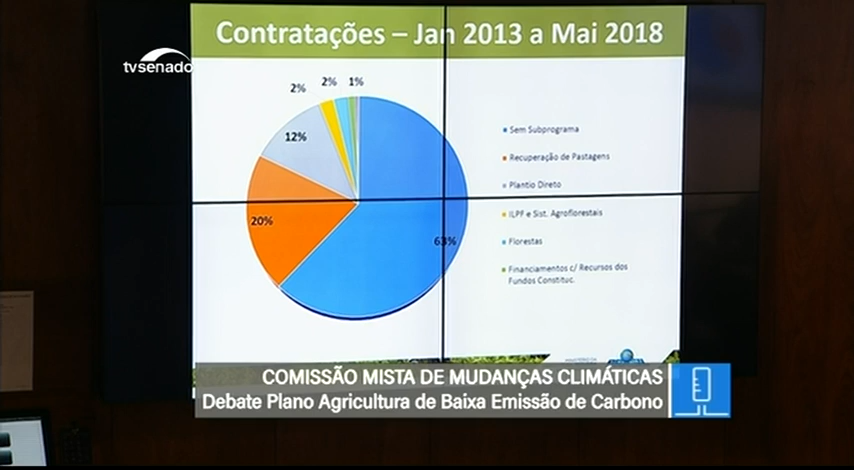 Contratações – Jan 2013 a Mai 2018
tvsenado
2% 2% 1%
12%
20%
63%
Sem Subprograma
Recuperação de Pastagens
Plantio Direto
ILPF e Sist. Agroflorestais
Florestas
Financiamentos c/ Recursos dos
Fundos Constituc.
COMISSÃO MISTA DE MUDANÇAS CLIMÁTICAS
Debate Plano Agricultura de Baixa Emissão de Carbono